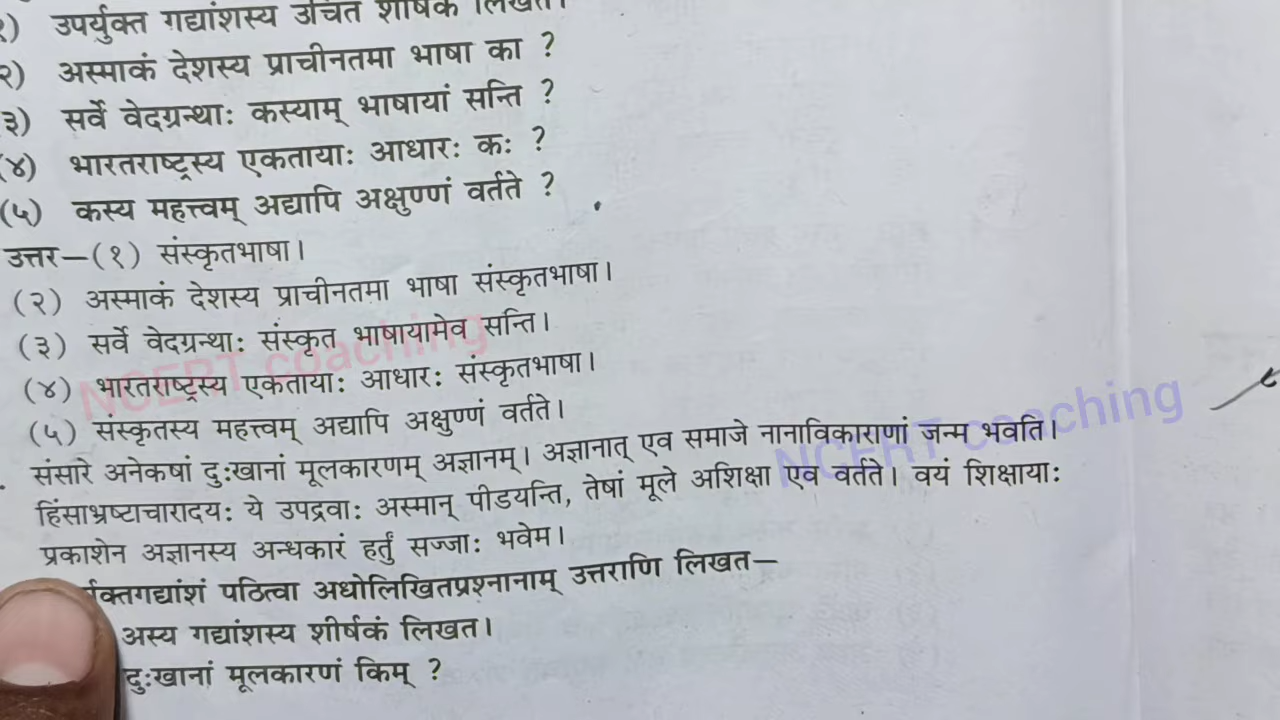 १) उपर्युक्त गद्यांशस्य उचितं शीर्षकं लिखत।
२) अस्माकं देशस्य प्राचीनतमा भाषा का ?
३) सर्वे वेदग्रन्थाः कस्याम् भाषायां सन्ति ?
(४) भारतराष्ट्रस्य एकतायाः आधारः कः ?
(५) कस्य महत्त्वम् अद्यापि अक्षुण्णं वर्तते ?
उत्तर—(१) संस्कृतभाषा।
(२) अस्माकं देशस्य प्राचीनतमा भाषा संस्कृतभाषा।
(३) सर्वे वेदग्रन्थाः संस्कृत भाषायामेव सन्ति।
(४) भारतराष्ट्रस्य एकतायाः आधारः संस्कृतभाषा।
(५) संस्कृतस्य महत्त्वम् अद्यापि अक्षुण्णं वर्तते।
संसारे अनेकषां दुःखानां मूलकारणम् अज्ञानम्। अज्ञानात् एव समाजे नानाविकाराणां जन्म भवति।
हिंसाभ्रष्टाचारादयः ये उपद्रवाः अस्मान् पीडयन्ति, तेषां मूले अशिक्षा एव वर्तते। वयं शिक्षायाः
प्रकाशेन अज्ञानस्य अन्धकारं हर्तुं सज्जाः भवेम।
र्युक्तगद्यांशं पठित्वा अधोलिखितप्रश्नानाम् उत्तराणि लिखत—
अस्य गद्यांशस्य शीर्षकं लिखत।
दुःखानां मूलकारणं किम् ?
NCERT coaching
NCERT coaching